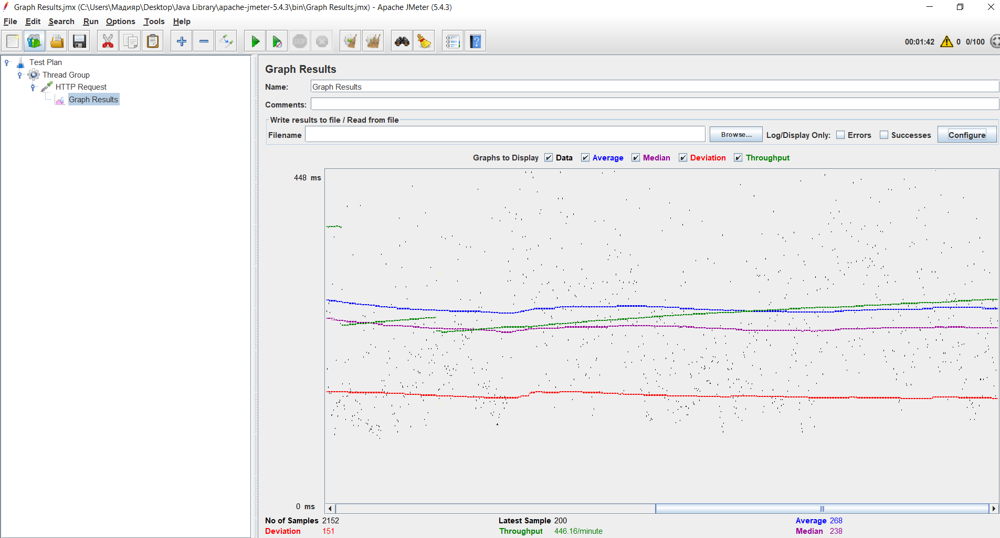 Graph Results.jmx (C:\Users\Мадияр\Desktop\Java Library\apache-jmeter-5.4.3\bin\Graph Results.jmx) - Apache JMeter (5.4.3)
File Edit Search Run Options Tools Help
STOP
00:01:42 0 0/100
Test Plan
Thread Group
HTTP Request
Graph Results
Graph Results
Name: Graph Results
Comments:
Write results to file / Read from file
Filename Browse... Log/Display Only: Errors Successes Configure
Graphs to Display Data Average Median Deviation Throughput
448 ms
0 ms
No of Samples 2152 Latest Sample 200 Average 268
Deviation 151 Throughput 446.16/minute Median 238